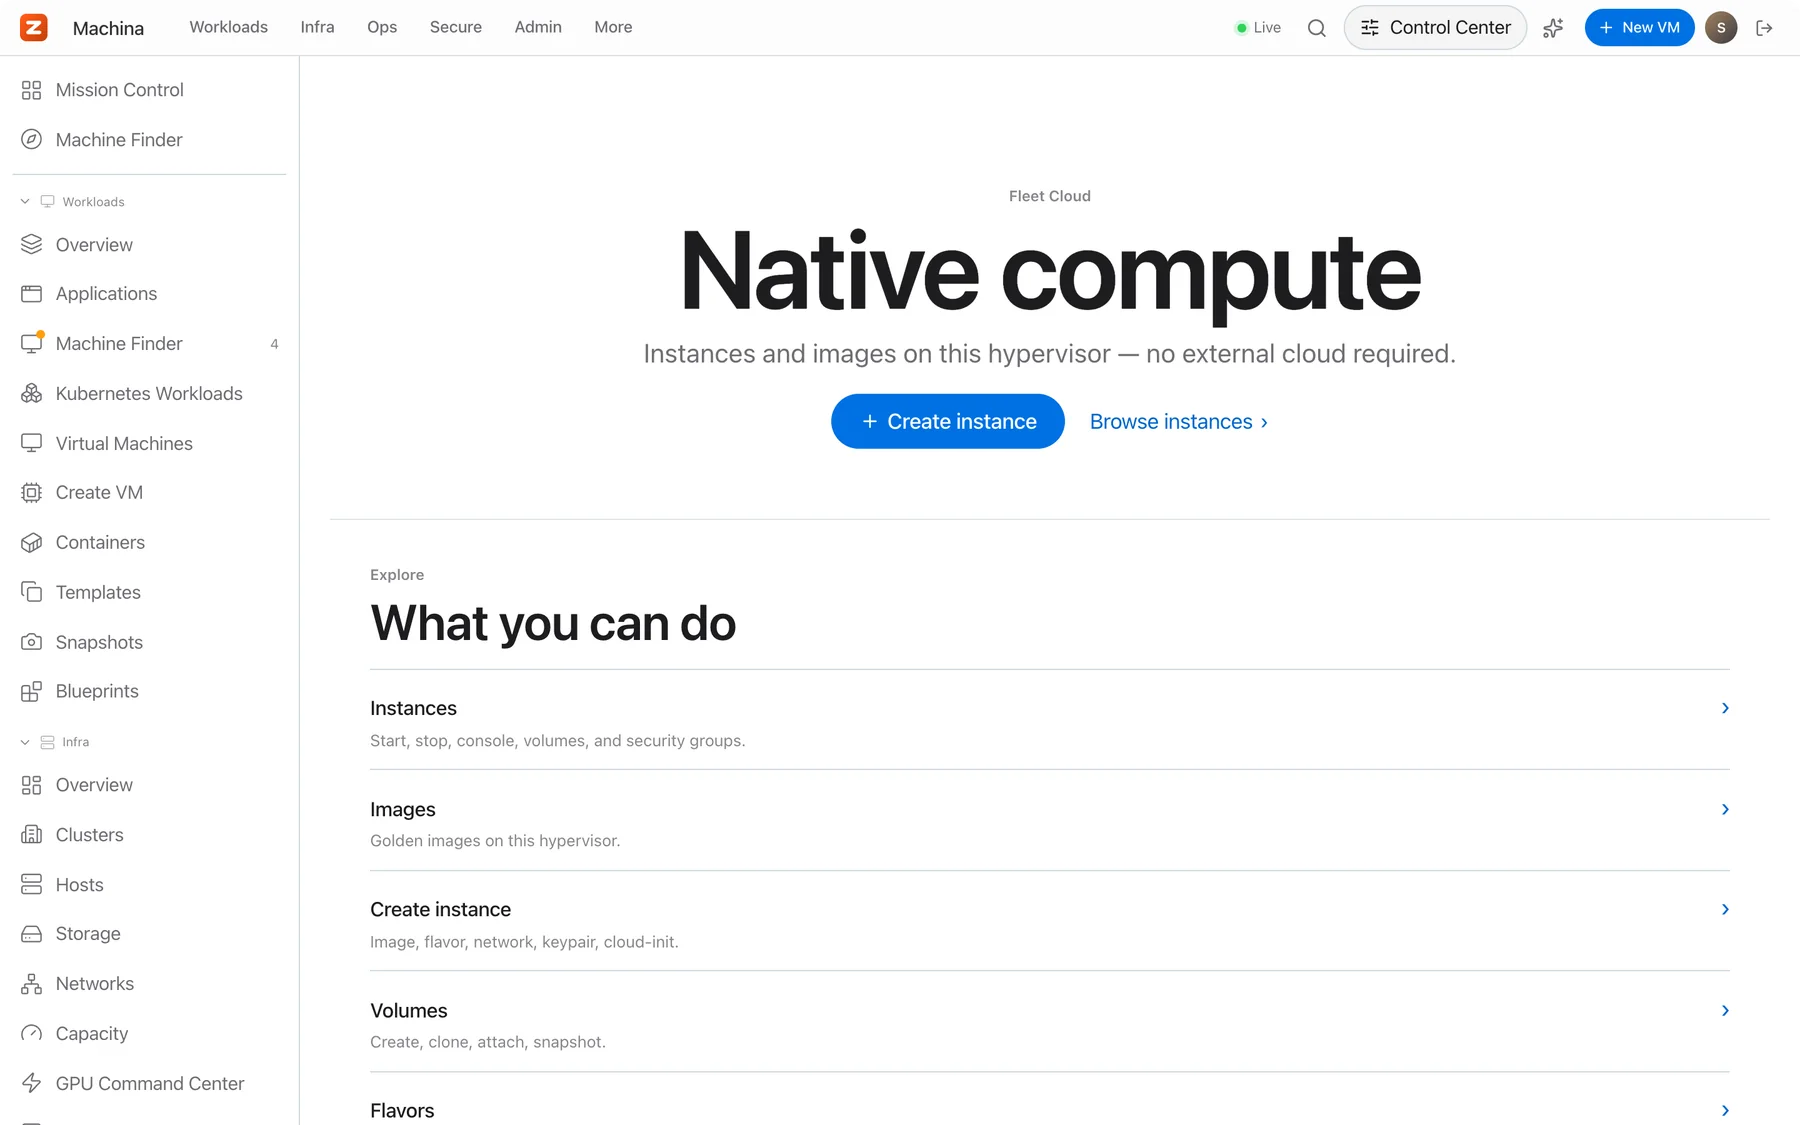 Z
Machina
Workloads
Infra
Ops
Secure
Admin
More
Live
Control Center
+ New VM
S
Mission Control
Machine Finder
Workloads
Overview
Applications
Machine Finder 4
Kubernetes Workloads
Virtual Machines
Create VM
Containers
Templates
Snapshots
Blueprints
Infra
Overview
Clusters
Hosts
Storage
Networks
Capacity
GPU Command Center
Fleet Cloud
Native compute
Instances and images on this hypervisor — no external cloud required.
+ Create instance
Browse instances ›
Explore
What you can do
Instances
Start, stop, console, volumes, and security groups.
Images
Golden images on this hypervisor.
Create instance
Image, flavor, network, keypair, cloud-init.
Volumes
Create, clone, attach, snapshot.
Flavors